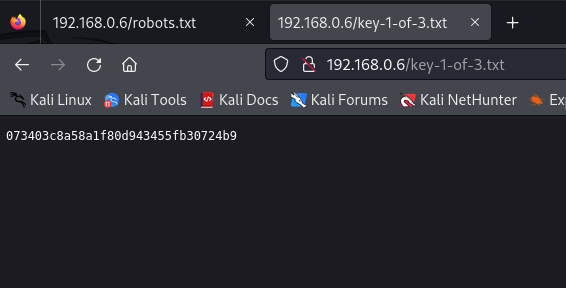 192.168.0.6/robots.txt
192.168.0.6/key-1-of-3.txt
192.168.0.6/key-1-of-3.txt
Kali Linux Kali Tools Kali Docs Kali Forums Kali NetHunter Ex
073403c8a58a1f80d943455fb30724b9